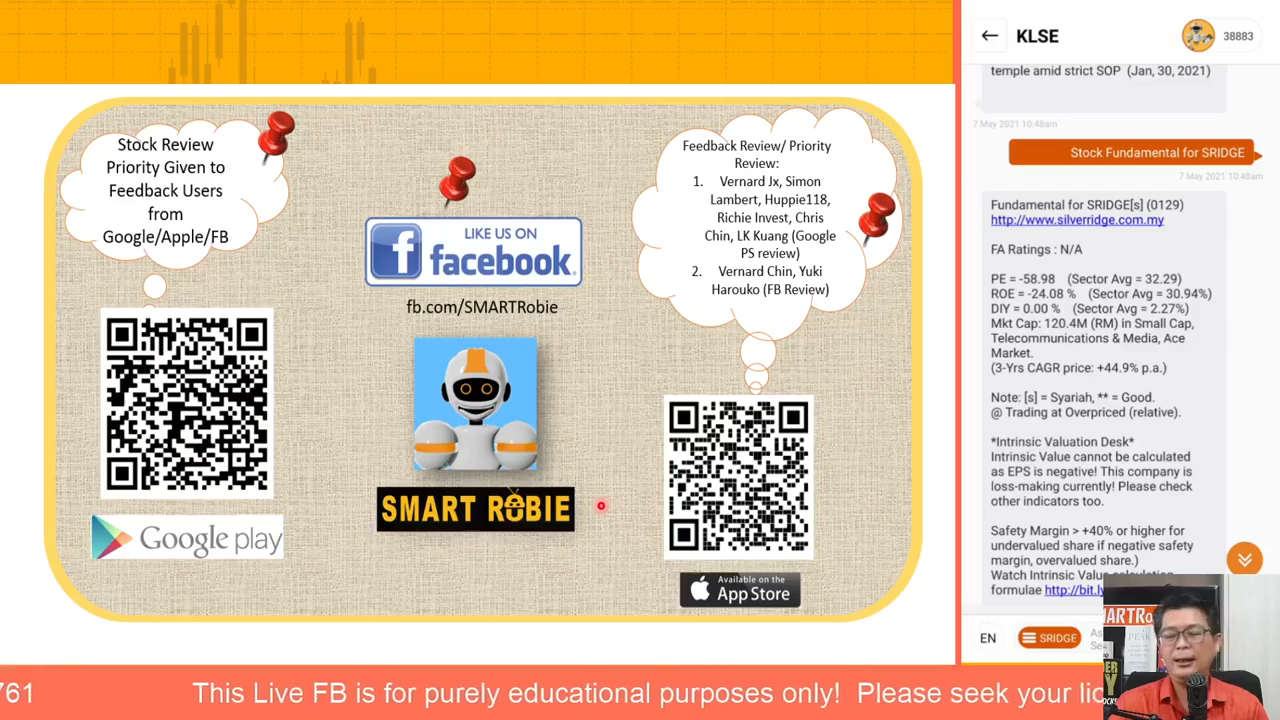 Stock Review
Priority Given to
Feedback Users
from
Google/Apple/FB
Google play
LIKE US ON
facebook
fb.com/SMARTRobie
SMART ROBIE
Feedback Review/ Priority
Review:
1. Vernard Jx, Simon
Lambert, Huppie118,
Richie Invest, Chris
Chin, LK Kuang (Google
PS review)
2. Vernard Chin, Yuki
Harouko (FB Review)
Available on the
App Store
KLSE
38883
temple amid strict SOP (Jan, 30, 2021)
7 May 2021 10:48am
Stock Fundamental for SRIDGE
7 May 2021 10:48am
Fundamental for SRIDGE[s] (0129)
http://www.silverridge.com.my
FA Ratings : N/A
PE = -58.98 (Sector Avg = 32.29)
ROE = -24.08 % (Sector Avg = 30.94%)
DIY = 0.00 % (Sector Avg = 2.27%)
Mkt Cap: 120.4M (RM) in Small Cap,
Telecommunications & Media, Ace
Market.
(3-Yrs CAGR price: +44.9% p.a.)
Note: [s] = Syariah, ** = Good.
@ Trading at Overpriced (relative).
*Intrinsic Valuation Desk*
Intrinsic Value cannot be calculated
as EPS is negative! This company is
loss-making currently! Please check
other indicators too.
Safety Margin > +40% or higher for
undervalued share if negative safety
margin, overvalued share.)
Watch Intrinsic Value calculation
formulae http://bit.ly
EN
SRIDGE
761 This Live FB is for purely educational purposes only! Please seek your lic